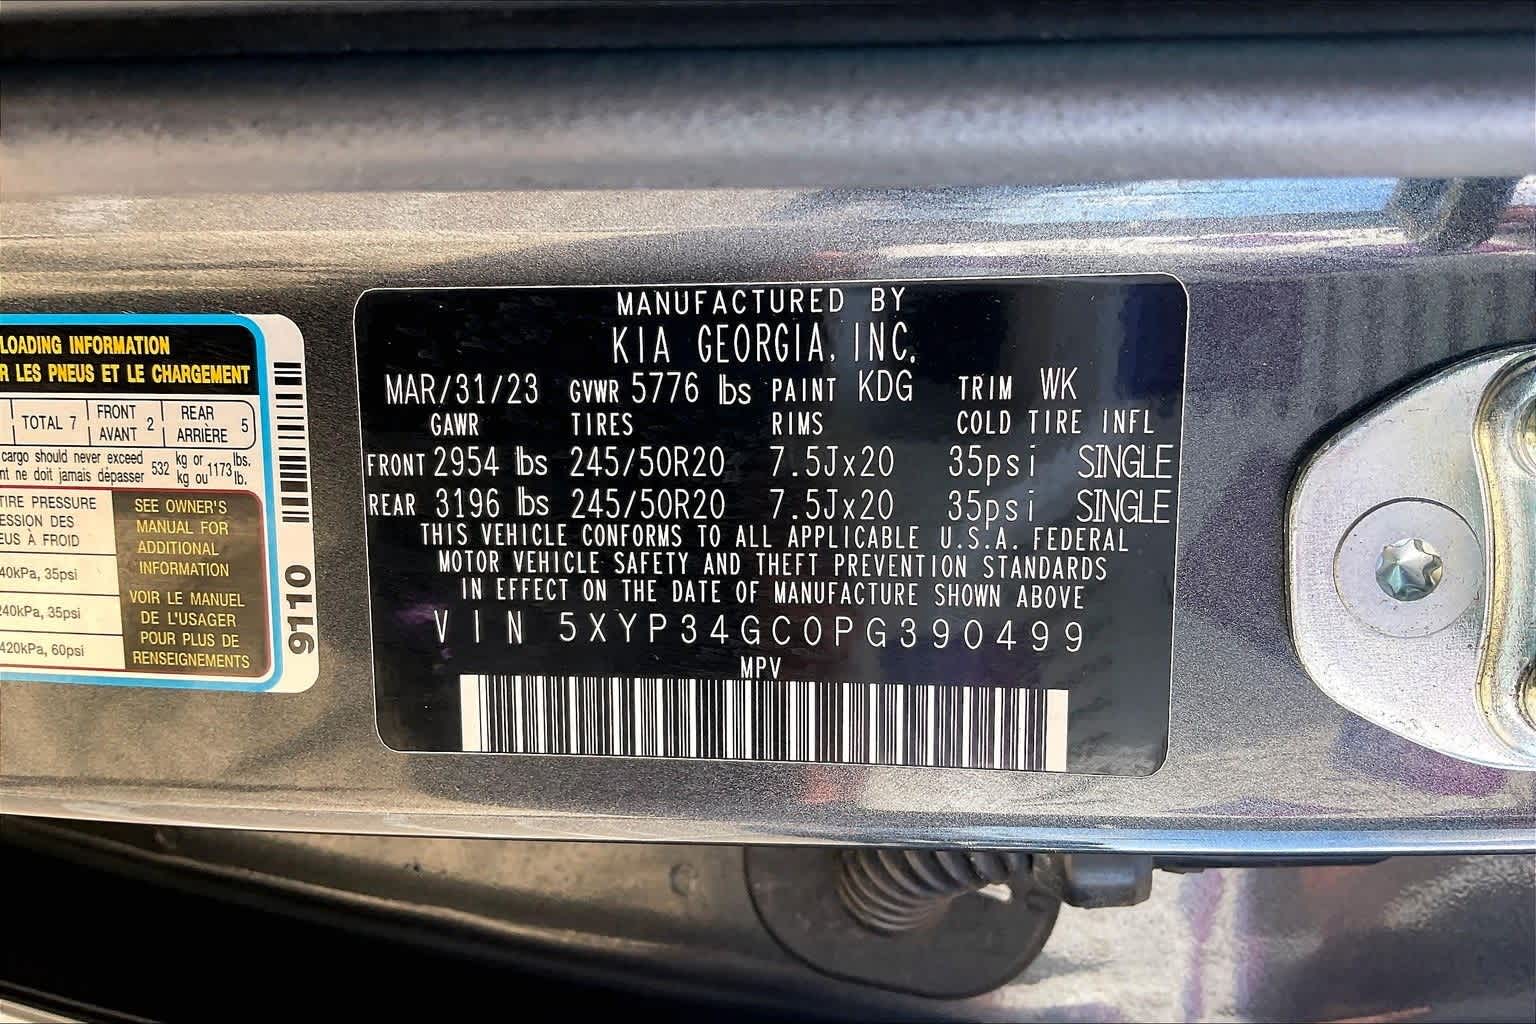 LOADING INFORMATION
R LES PNEUS ET LE CHARGEMENT
TOTAL 7 FRONT AVANT 2 REAR ARRIÈRE 5
cargo should never exceed 532 kg or 1173 lbs.
nt ne doit jamais dépasser kg ou lb.
TIRE PRESSURE
ESSION DES
EUS À FROID
40kPa, 35psi
240kPa, 35psi
420kPa, 60psi
SEE OWNER'S
MANUAL FOR
ADDITIONAL
INFORMATION
VOIR LE MANUEL
DE L'USAGER
POUR PLUS DE
RENSEIGNEMENTS
9110
MANUFACTURED BY
KIA GEORGIA, INC.
MAR/31/23 GVWR 5776 lbs PAINT KDG TRIM WK
GAWR TIRES RIMS COLD TIRE INFL
FRONT 2954 lbs 245/50R20 7.5Jx20 35psi SINGLE
REAR 3196 lbs 245/50R20 7.5Jx20 35psi SINGLE
THIS VEHICLE CONFORMS TO ALL APPLICABLE U.S.A. FEDERAL
MOTOR VEHICLE SAFETY AND THEFT PREVENTION STANDARDS
IN EFFECT ON THE DATE OF MANUFACTURE SHOWN ABOVE
VIN 5XYP34GC0PG390499
MPV